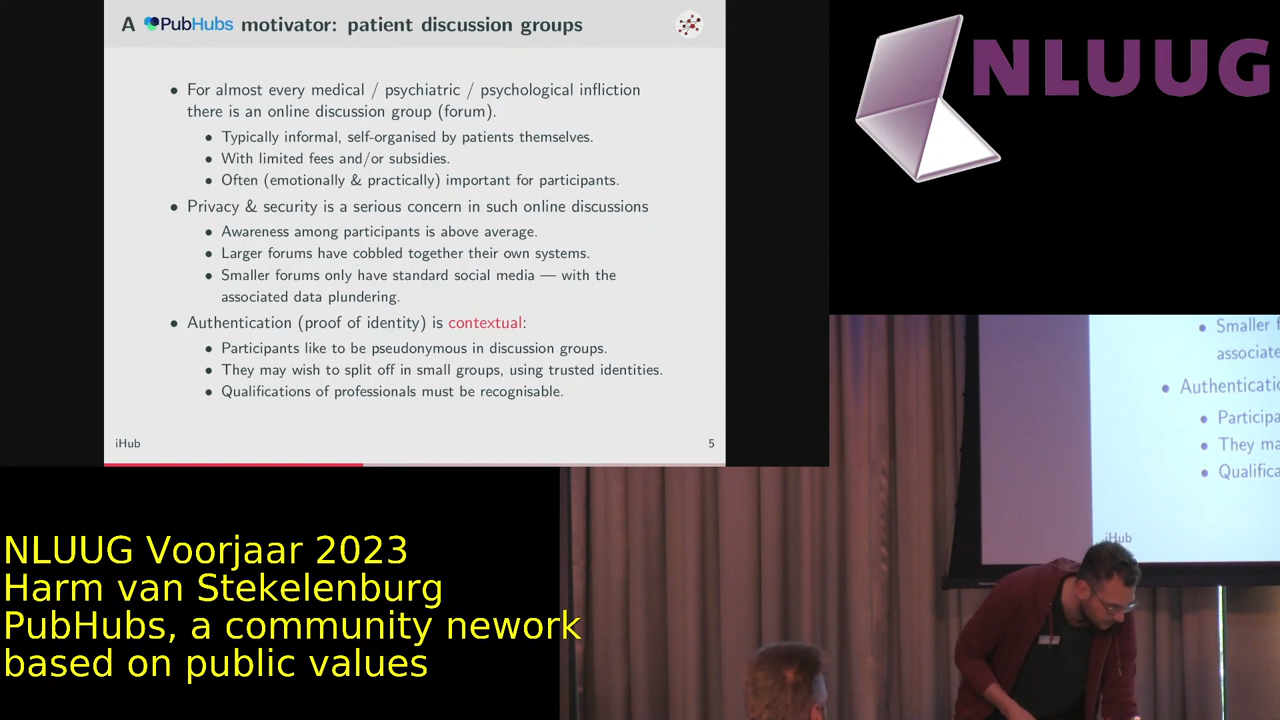 A PubHubs motivator: patient discussion groups
• For almost every medical / psychiatric / psychological infliction
there is an online discussion group (forum).
• Typically informal, self-organised by patients themselves.
• With limited fees and/or subsidies.
• Often (emotionally & practically) important for participants.
• Privacy & security is a serious concern in such online discussions
• Awareness among participants is above average.
• Larger forums have cobbled together their own systems.
• Smaller forums only have standard social media — with the
associated data plundering.
• Authentication (proof of identity) is contextual:
• Participants like to be pseudonymous in discussion groups.
• They may wish to split off in small groups, using trusted identities.
• Qualifications of professionals must be recognisable.
iHub
5
NLUUG
• Smaller f
associate
• Authenticatio
• Participa
• They ma
• Qualifica
iHub
NLUUG Voorjaar 2023
Harm van Stekelenburg
PubHubs, a community nework
based on public values